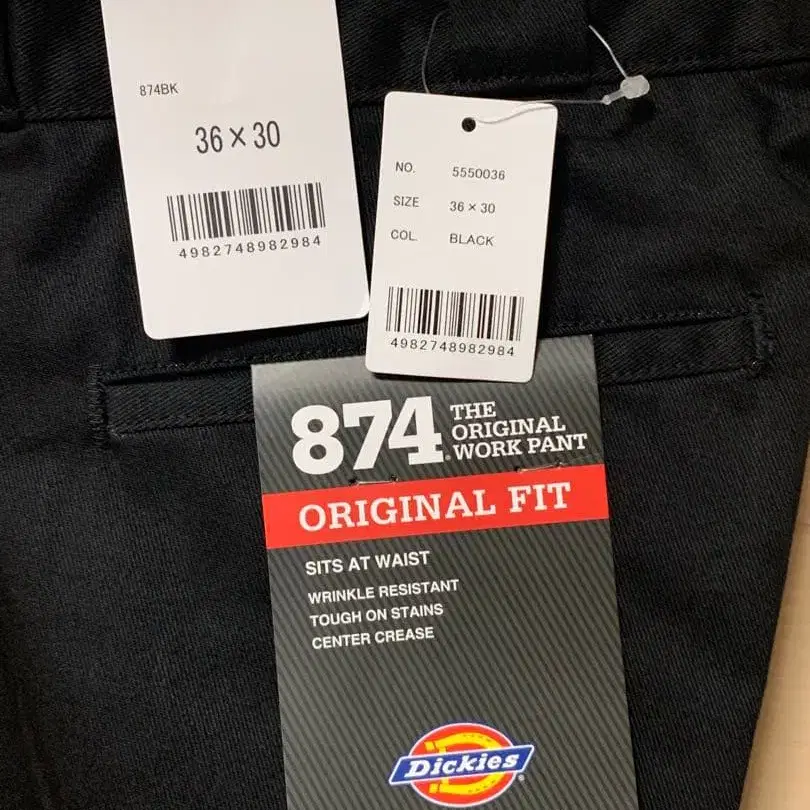 874BK
36×30
4982748982984
NO. 5550036
SIZE 36×30
COL. BLACK
4982748982984
874 THE
ORIGINAL
WORK PANT
ORIGINAL FIT
SITS AT WAIST
WRINKLE RESISTANT
TOUGH ON STAINS
CENTER CREASE
Dickies